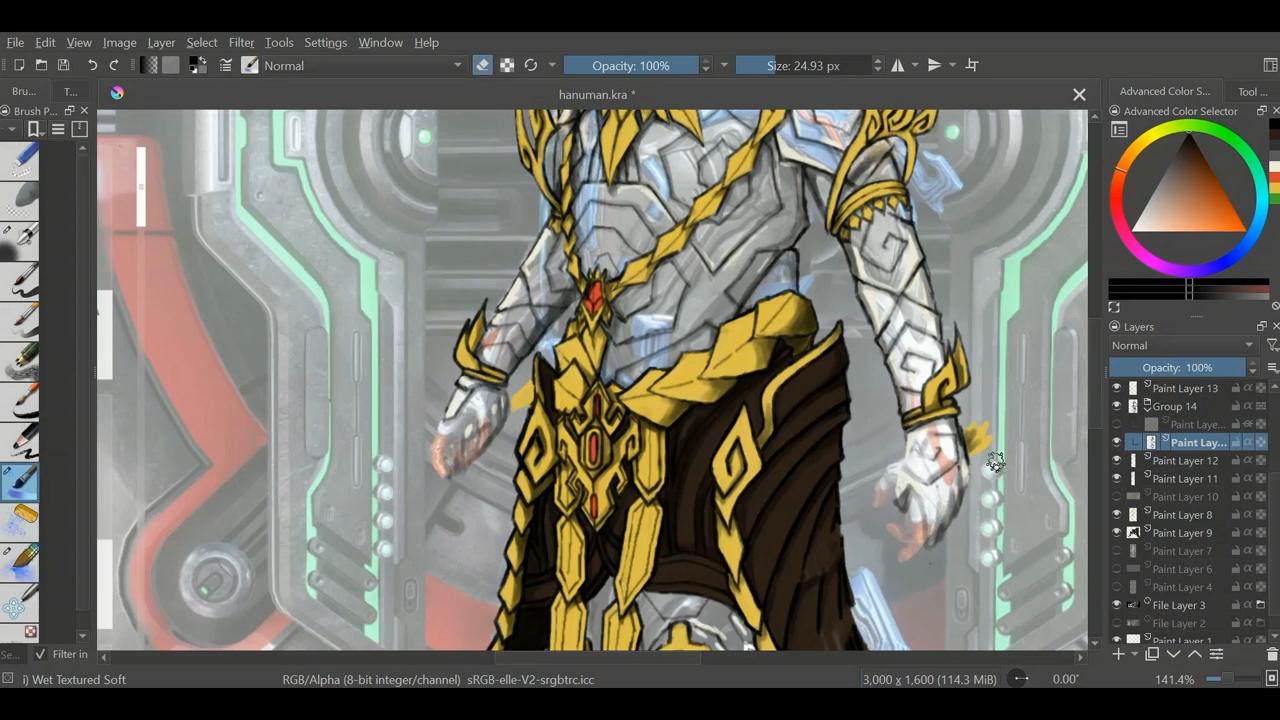 File Edit View Image Layer Select Filter Tools Settings Window Help
Normal Opacity: 100% Size: 24.93 px
Bru... T... hanuman.kra * Advanced Color S... Tool ...
Brush P... Advanced Color Selector
Layers
Normal
Opacity: 100%
Paint Layer 13
Group 14
Paint Laye...
Paint Lay...
Paint Layer 12
Paint Layer 11
Paint Layer 10
Paint Layer 8
Paint Layer 9
Paint Layer 7
Paint Layer 6
Paint Layer 4
File Layer 3
File Layer 2
Paint Layer 1
Se... Filter in
i) Wet Textured Soft RGB/Alpha (8-bit integer/channel) sRGB-elle-V2-srgbtrc.icc 3,000 x 1,600 (114.3 MiB) 0.00° 141.4%